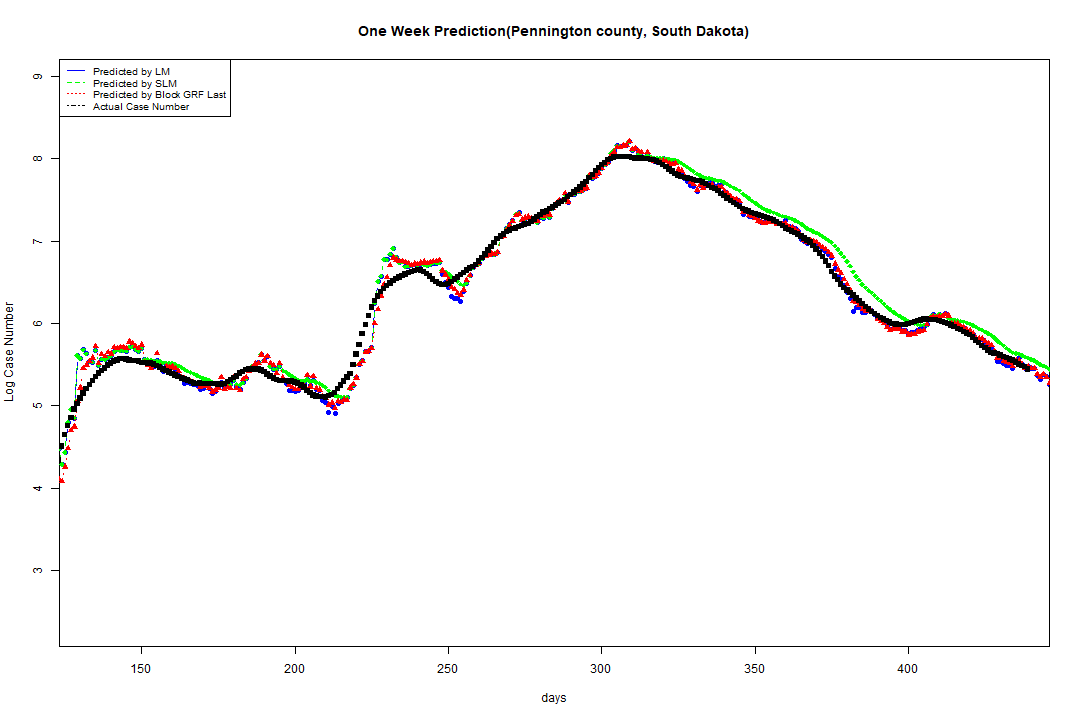 One Week Prediction(Pennington county, South Dakota)
Predicted by LM
Predicted by SLM
Predicted by Block GRF Last
Actual Case Number
Log Case Number
9
8
7
6
5
4
3
150 200 250 300 350 400
days